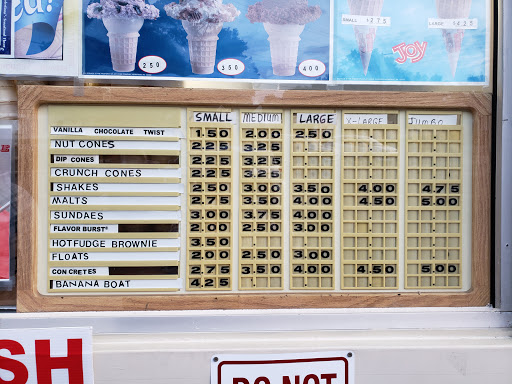 250
350
400
SMALL $
LARGE $
Joy
SMALL MEDIUM LARGE X-LARGE JUMBO
VANILLA CHOCOLATE TWIST 1.50 2.00 2.50
NUT CONES 2.25 3.25
DIP CONES 2.25 3.25
CRUNCH CONES 2.25 3.25
SHAKES 2.50 3.00 3.50 4.00 4.75
MALTS 2.75 3.50 4.00 4.50 5.00
SUNDAES 3.00 3.75 4.00
FLAVOR BURST 2.00 2.50 3.00
HOTFUDGE BROWNIE 3.50
FLOATS 2.00 2.50 3.00
CONCRETES 2.75 3.50 4.00 4.50 5.00
BANANA BOAT 4.25
SH
DO NOT